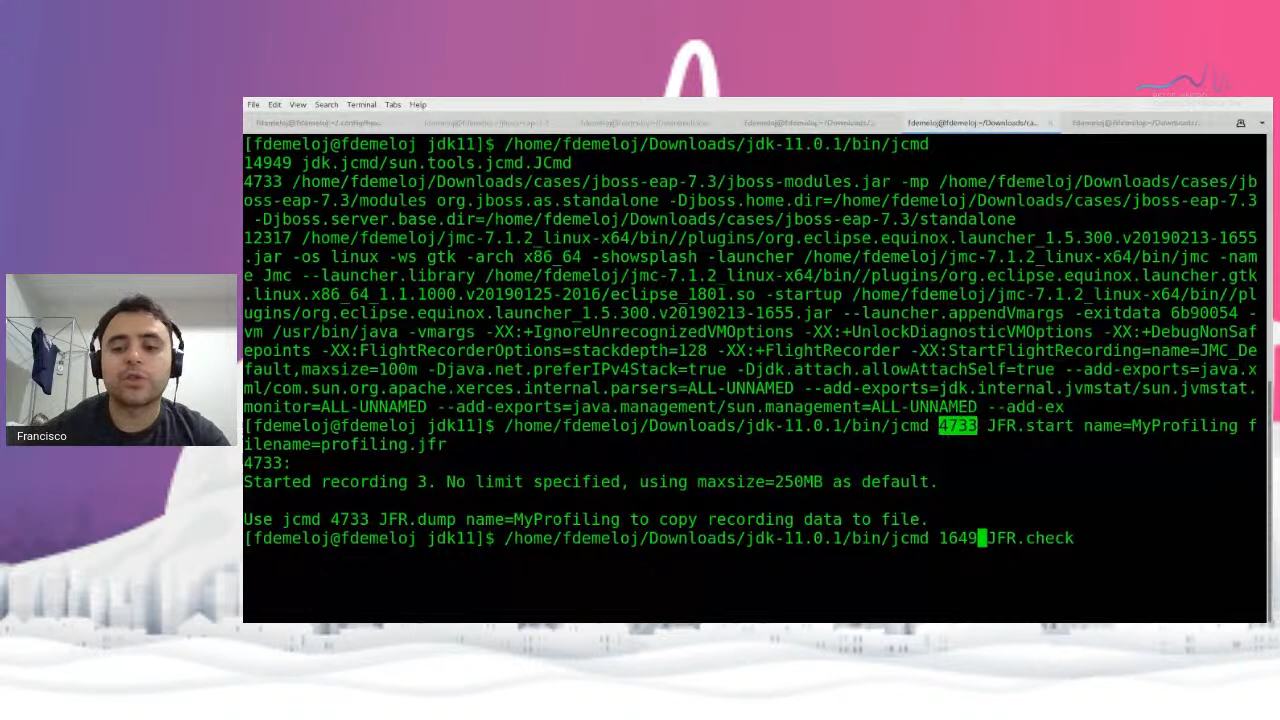 File Edit View Search Terminal Tabs Help
fdemeloj@fdemeloj:~/Downloads/ca...
[fdemeloj@fdemeloj jdk11]$ /home/fdemeloj/Downloads/jdk-11.0.1/bin/jcmd
14949 jdk.jcmd/sun.tools.jcmd.JCmd
4733 /home/fdemeloj/Downloads/cases/jboss-eap-7.3/jboss-modules.jar -mp /home/fdemeloj/Downloads/cases/jb
oss-eap-7.3/modules org.jboss.as.standalone -Djboss.home.dir=/home/fdemeloj/Downloads/cases/jboss-eap-7.3
-Djboss.server.base.dir=/home/fdemeloj/Downloads/cases/jboss-eap-7.3/standalone
12317 /home/fdemeloj/jmc-7.1.2_linux-x64/bin//plugins/org.eclipse.equinox.launcher_1.5.300.v20190213-1655
.jar -os linux -ws gtk -arch x86_64 -showsplash -launcher /home/fdemeloj/jmc-7.1.2_linux-x64/bin/jmc -nam
e Jmc --launcher.library /home/fdemeloj/jmc-7.1.2_linux-x64/bin//plugins/org.eclipse.equinox.launcher.gtk
.linux.x86_64_1.1.1000.v20190125-2016/eclipse_1801.so -startup /home/fdemeloj/jmc-7.1.2_linux-x64/bin//pl
ugins/org.eclipse.equinox.launcher_1.5.300.v20190213-1655.jar --launcher.appendVmargs -exitdata 6b90054 -
vm /usr/bin/java -vmargs -XX:+IgnoreUnrecognizedVMOptions -XX:+UnlockDiagnosticVMOptions -XX:+DebugNonSaf
epoints -XX:FlightRecorderOptions=stackdepth=128 -XX:+FlightRecorder -XX:StartFlightRecording=name=JMC_De
fault,maxsize=100m -Djava.net.preferIPv4Stack=true -Djdk.attach.allowAttachSelf=true --add-exports=java.x
ml/com.sun.org.apache.xerces.internal.parsers=ALL-UNNAMED --add-exports=jdk.internal.jvmstat/sun.jvmstat.
monitor=ALL-UNNAMED --add-exports=java.management/sun.management=ALL-UNNAMED --add-ex
[fdemeloj@fdemeloj jdk11]$ /home/fdemeloj/Downloads/jdk-11.0.1/bin/jcmd 4733 JFR.start name=MyProfiling f
ilename=profiling.jfr
4733:
Started recording 3. No limit specified, using maxsize=250MB as default.
Use jcmd 4733 JFR.dump name=MyProfiling to copy recording data to file.
[fdemeloj@fdemeloj jdk11]$ /home/fdemeloj/Downloads/jdk-11.0.1/bin/jcmd 1649 JFR.check
Francisco